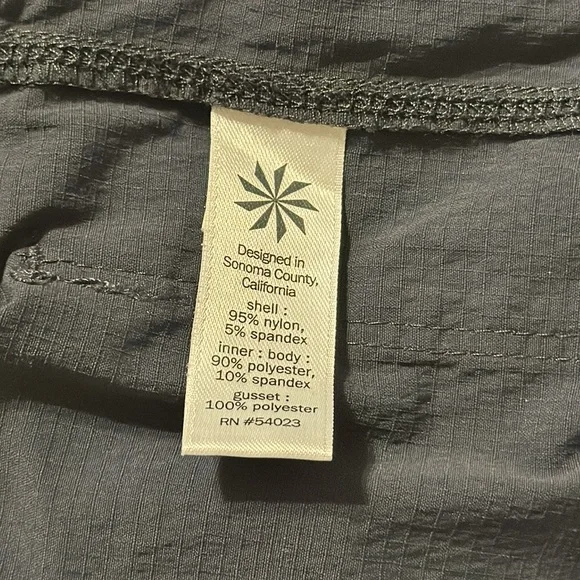 Designed in
Sonoma County,
California
shell :
95% nylon,
5% spandex
inner : body :
90% polyester,
10% spandex
gusset :
100% polyester
RN #54023